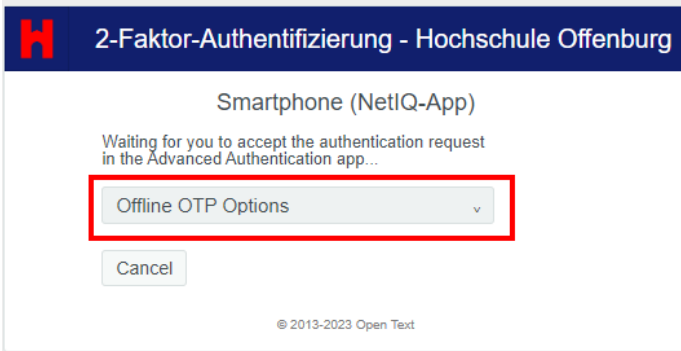 2-Faktor-Authentifizierung - Hochschule Offenburg
Smartphone (NetIQ-App)
Waiting for you to accept the authentication request
in the Advanced Authentication app...
Offline OTP Options
Cancel
© 2013-2023 Open Text